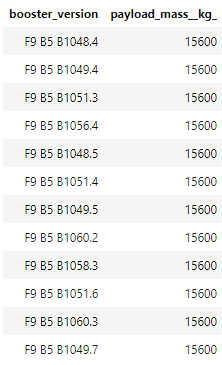 booster_version payload_mass__kg_
F9 B5 B1048.4 15600
F9 B5 B1049.4 15600
F9 B5 B1051.3 15600
F9 B5 B1056.4 15600
F9 B5 B1048.5 15600
F9 B5 B1051.4 15600
F9 B5 B1049.5 15600
F9 B5 B1060.2 15600
F9 B5 B1058.3 15600
F9 B5 B1051.6 15600
F9 B5 B1060.3 15600
F9 B5 B1049.7 15600